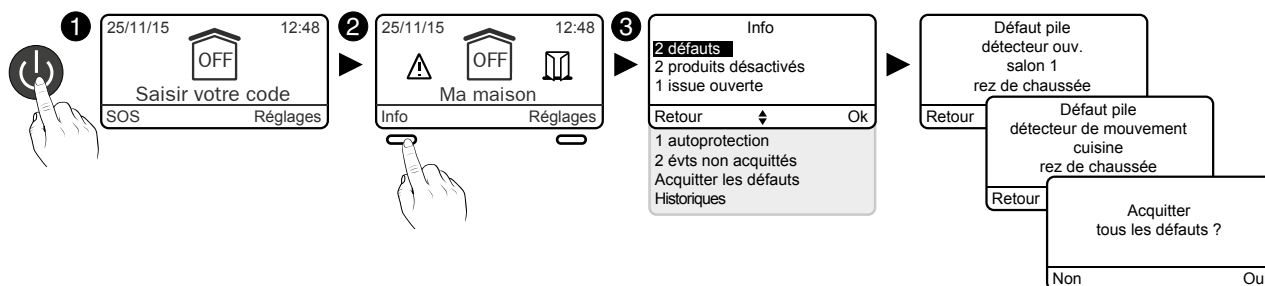 1
25/11/15 12:48
OFF
Saisir votre code
SOS Réglages
2
25/11/15 12:48
OFF
Ma maison
Info Réglages
3
Info
2 défauts
2 produits désactivés
1 issue ouverte
Retour Ok
1 autoprotection
2 évts non acquittés
Acquitter les défauts
Historiques
Défaut pile
détecteur ouv.
salon 1
rez de chaussée
Retour
Défaut pile
détecteur de mouvement
cuisine
rez de chaussée
Retour
Acquitter
tous les défauts ?
Non Ou